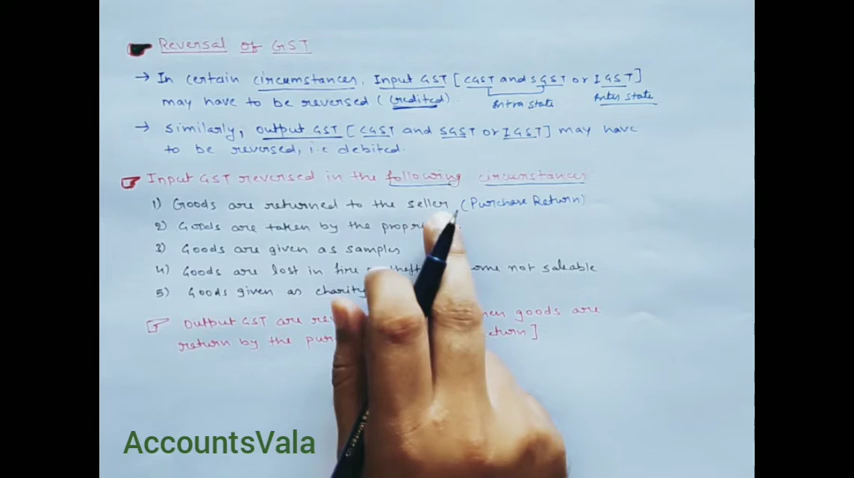 Reversal of GST
→ In certain circumstances, Input GST [CGST and SGST or IGST]
may have to be reversed (credited).
Intra state
Inter state
→ Similarly, output GST [CGST and SGST or IGST] may have
to be reversed, i.e debited.
Input GST reversed in the following circumstances
1) Goods are returned to the seller (Purchase Return)
2) Goods are taken by the
3) Goods are given as samples
4) Goods are lost in fire not saleable
5) Goods given as charity
Output GST are goods are
return by the
AccountsVala